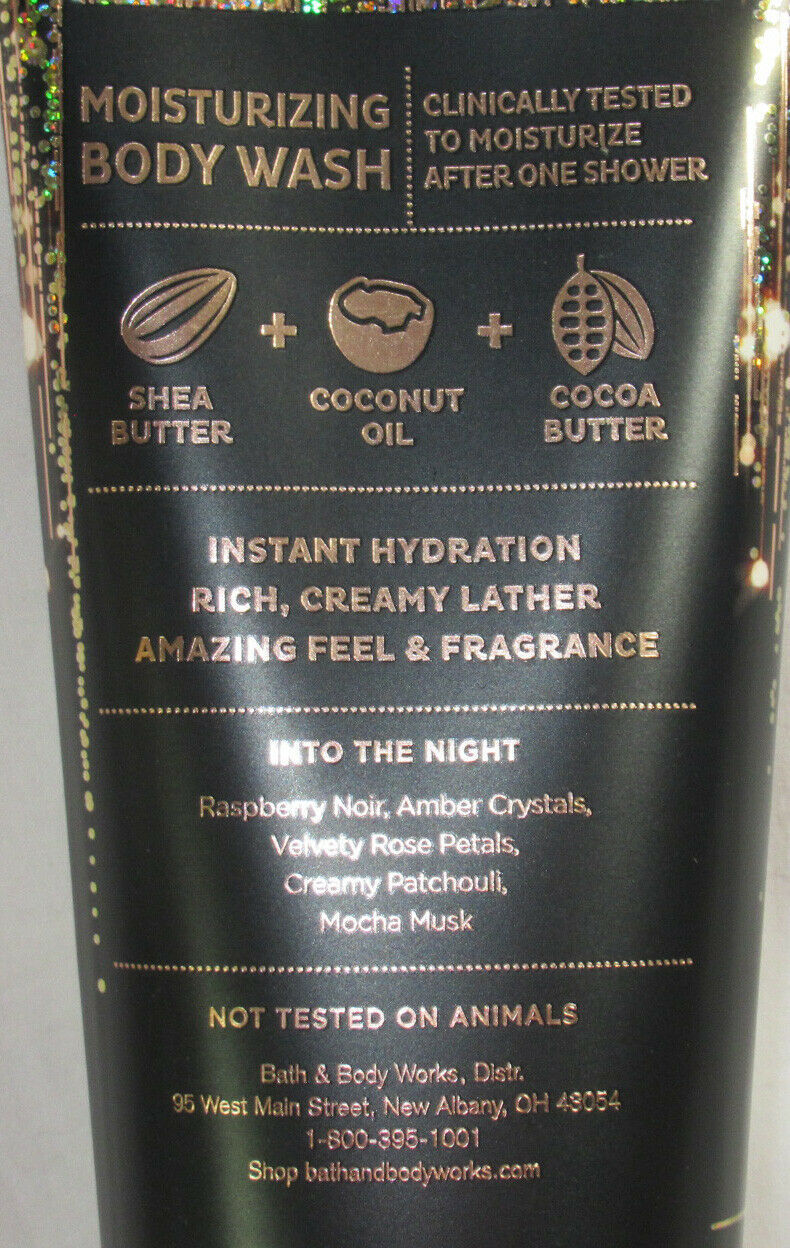 MOISTURIZING
BODY WASH
CLINICALLY TESTED
TO MOISTURIZE
AFTER ONE SHOWER
SHEA
BUTTER
+
COCONUT
OIL
+
COCOA
BUTTER
INSTANT HYDRATION
RICH, CREAMY LATHER
AMAZING FEEL & FRAGRANCE
INTO THE NIGHT
Raspberry Noir, Amber Crystals,
Velvety Rose Petals,
Creamy Patchouli,
Mocha Musk
NOT TESTED ON ANIMALS
Bath & Body Works, Distr.
95 West Main Street, New Albany, OH 43054
1-800-395-1001
Shop bathandbodyworks.com